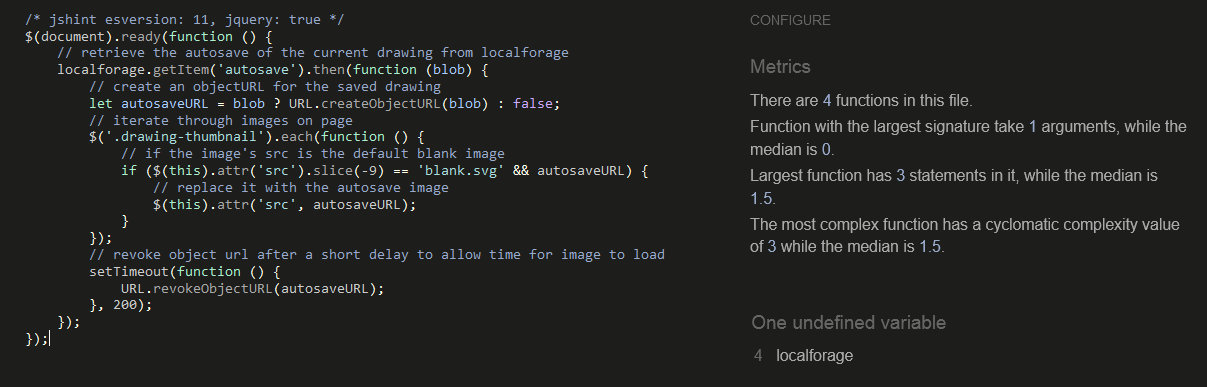 /* jshint esversion: 11, jquery: true */
$(document).ready(function () {
    // retrieve the autosave of the current drawing from localforage
    localforage.getItem('autosave').then(function (blob) {
        // create an objectURL for the saved drawing
        let autosaveURL = blob ? URL.createObjectURL(blob) : false;
        // iterate through images on page
        $('.drawing-thumbnail').each(function () {
            // if the image's src is the default blank image
            if ($(this).attr('src').slice(-9) == 'blank.svg' && autosaveURL) {
                // replace it with the autosave image
                $(this).attr('src', autosaveURL);
            }
        });
        // revoke object url after a short delay to allow time for image to load
        setTimeout(function () {
            URL.revokeObjectURL(autosaveURL);
        }, 200);
    });
});
CONFIGURE
Metrics
There are 4 functions in this file.
Function with the largest signature take 1 arguments, while the
median is 0.
Largest function has 3 statements in it, while the median is
1.5.
The most complex function has a cyclomatic complexity value
of 3 while the median is 1.5.
One undefined variable
4 localforage